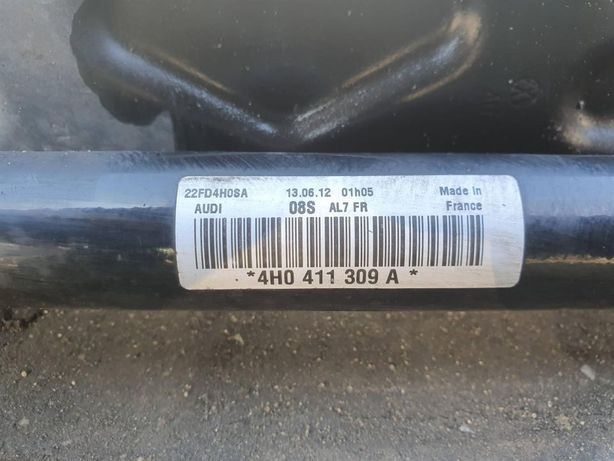 22FD4H0SA 13.06.12 01h05 Made in
AUDI 08S AL7 FR France
*4H0 411 309 A *